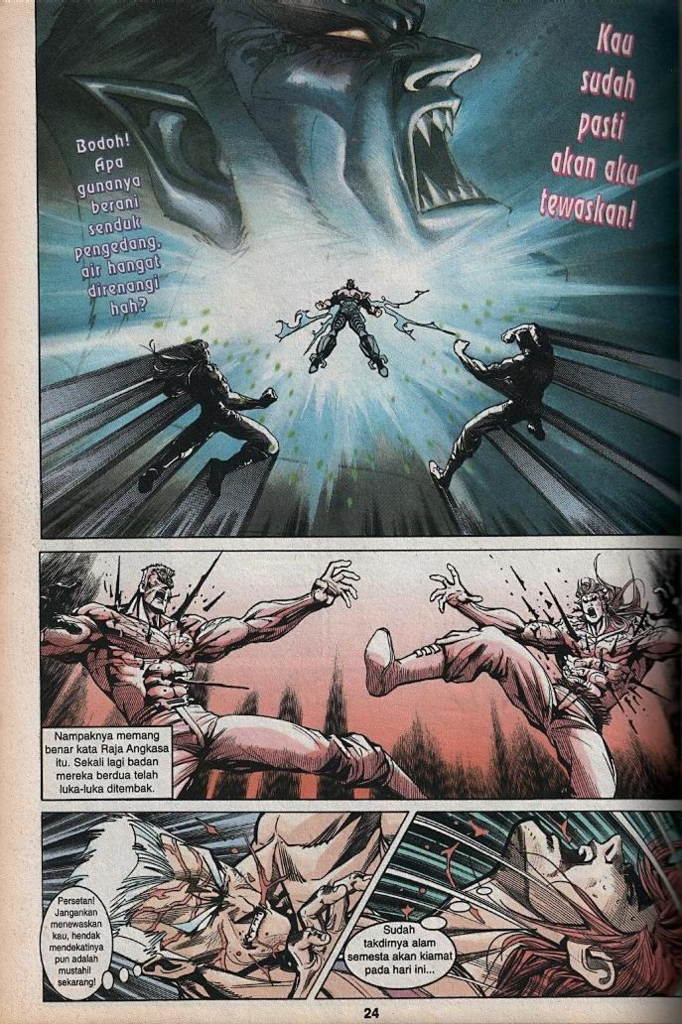 Kau
sudah
pasti
akan aku
tewaskan!
Bodoh!
Apa
gunanya
berani
senduk
pengedang,
air hangat
direnangi
hah?
Nampaknya memang
benar kata Raja Angkasa
itu. Sekali lagi badan
mereka berdua telah
luka-luka ditembak.
Persetan!
Jangankan
menewaskan
kau, hendak
mendekatinya
pun adalah
mustahil
sekarang!
Sudah
takdirnya alam
semesta akan kiamat
pada hari ini...
24